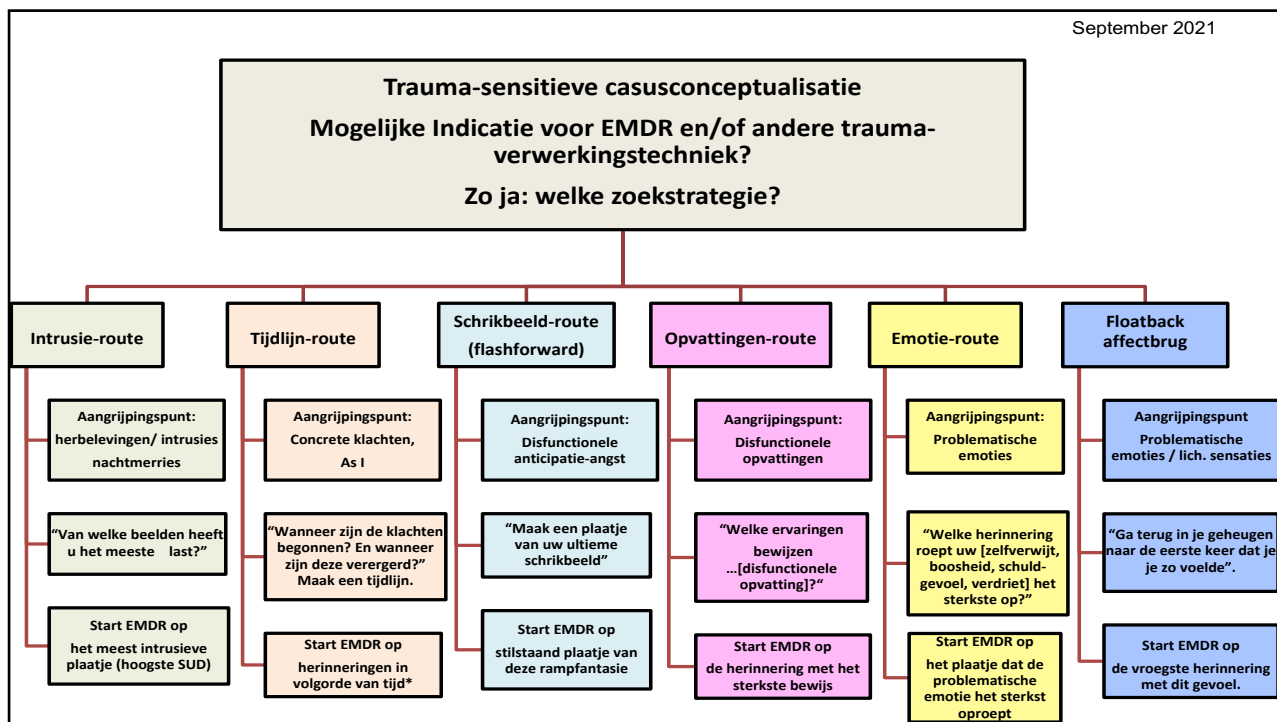 September 2021
Trauma-sensitieve casusconceptualisatie
Mogelijke Indicatie voor EMDR en/of andere trauma-
verwerkingstechniek?
Zo ja: welke zoekstrategie?
Intrusie-route
Aangrijpingspunt:
herbelevingen/ intrusies
nachtmerries
“Van welke beelden heeft
u het meeste last?”
Start EMDR op
het meest intrusieve
plaatje (hoogste SUD)
Tijdlijn-route
Aangrijpingspunt:
Concrete klachten,
As I
“Wanneer zijn de klachten
begonnen? En wanneer
zijn deze verergerd?”
Maak een tijdlijn.
Start EMDR op
herinneringen in
volgorde van tijd*
Schrikbeeld-route
(flashforward)
Aangrijpingspunt:
Disfunctionele
anticipatie-angst
“Maak een plaatje
van uw ultieme
schrikbeeld”
Start EMDR op
stilstaand plaatje van
deze rampfantasie
Opvattingen-route
Aangrijpingspunt:
Disfunctionele
opvattingen
“Welke ervaringen
bewijzen
...[disfunctionele
opvatting]?“
Start EMDR op
de herinnering met het
sterkste bewijs
Emotie-route
Aangrijpingspunt:
Problematische
emoties
“Welke herinnering
roept uw [zelfverwijt,
boosheid, schuld-
gevoel, verdriet] het
sterkste op?”
Start EMDR op
het plaatje dat de
problematische
emotie het sterkst
oproept
Floatback
affectbrug
Aangrijpingspunt
Problematische
emoties / lich. sensaties
“Ga terug in je geheugen
naar de eerste keer dat je
je zo voelde”.
Start EMDR op
de vroegste herinnering
met dit gevoel.